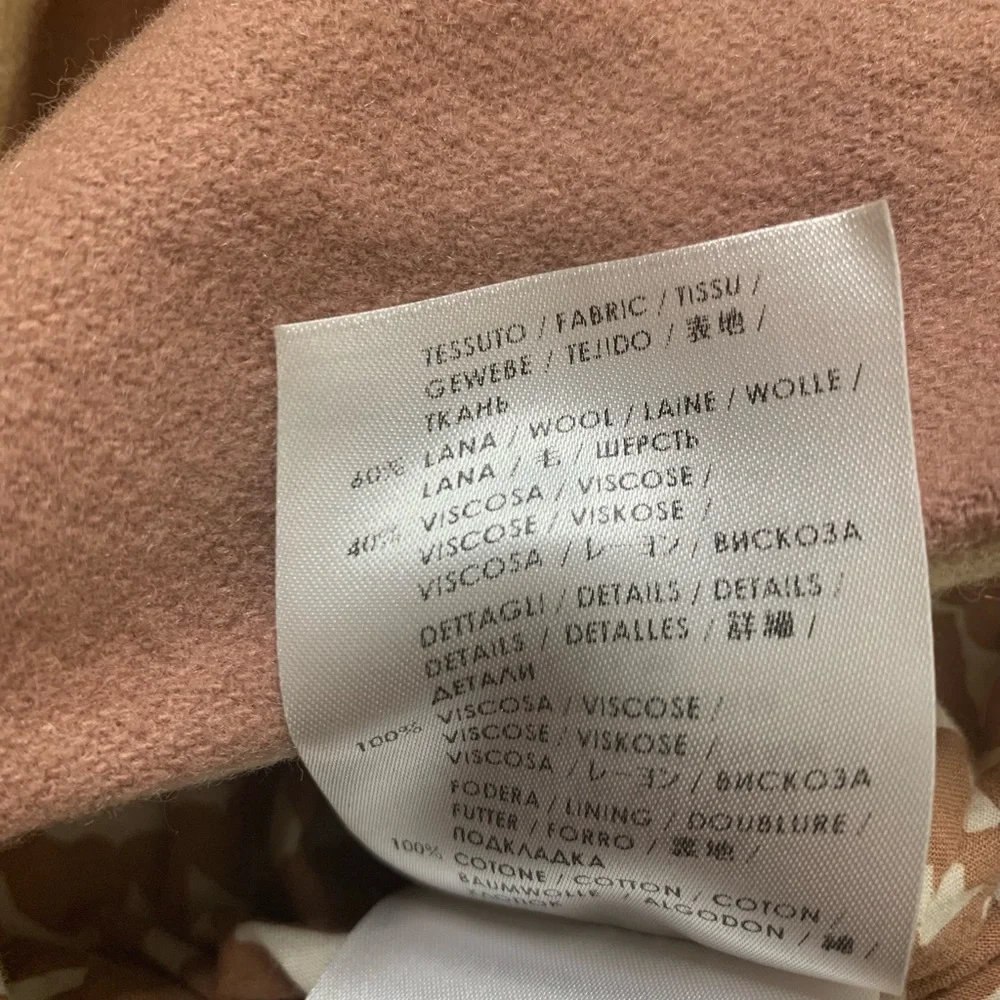 TESSUTO / FABRIC / TISSU /
GEWEBE / TEJIDO / 表地 /
ТКАНЬ
60% LANA / WOOL / LAINE / WOLLE /
LANA / 毛 / ШЕРСТЬ
40% VISCOSA / VISCOSE /
VISCOSE / VISKOSE /
VISCOSA / レーヨン / ВИСКОЗА
DETTAGLI / DETAILS / DETAILS /
DETAILS / DETALLES / 詳細 /
ДЕТАЛИ
100% VISCOSA / VISCOSE /
VISCOSE / VISKOSE /
VISCOSA / レーヨン / ВИСКОЗА
FODERA / LINING / DOUBLURE /
FUTTER / FORRO / 裏地 /
ПОДКЛАДКА
100% COTONE / COTTON / COTON /
BAUMWOLLE / ALGODON / 綿 /
ХЛОПОК